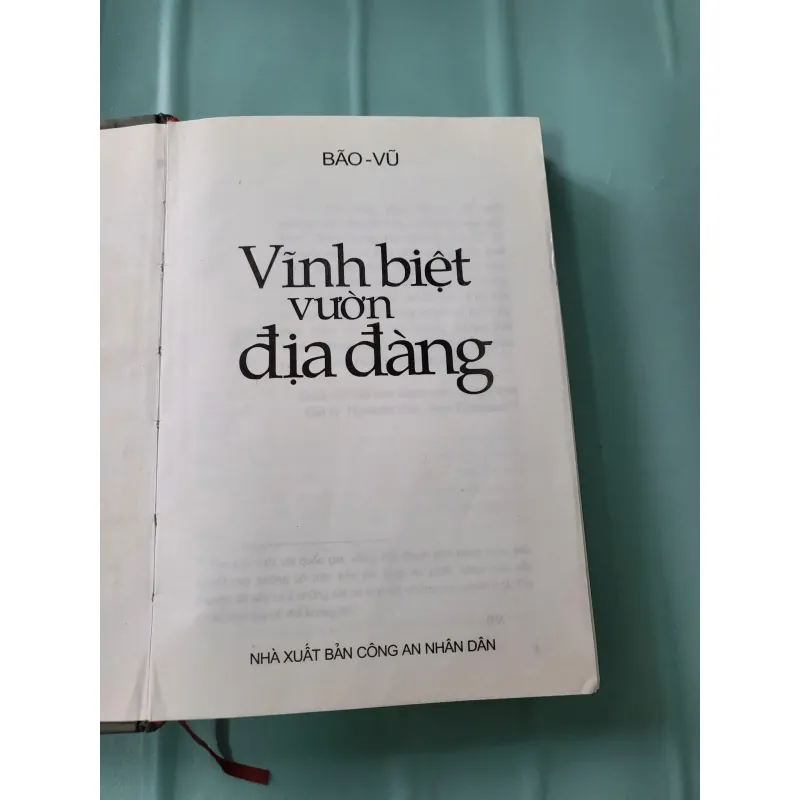 BÃO-VŨ
Vĩnh biệt
vườn
địa đàng
NHÀ XUẤT BẢN CÔNG AN NHÂN DÂN